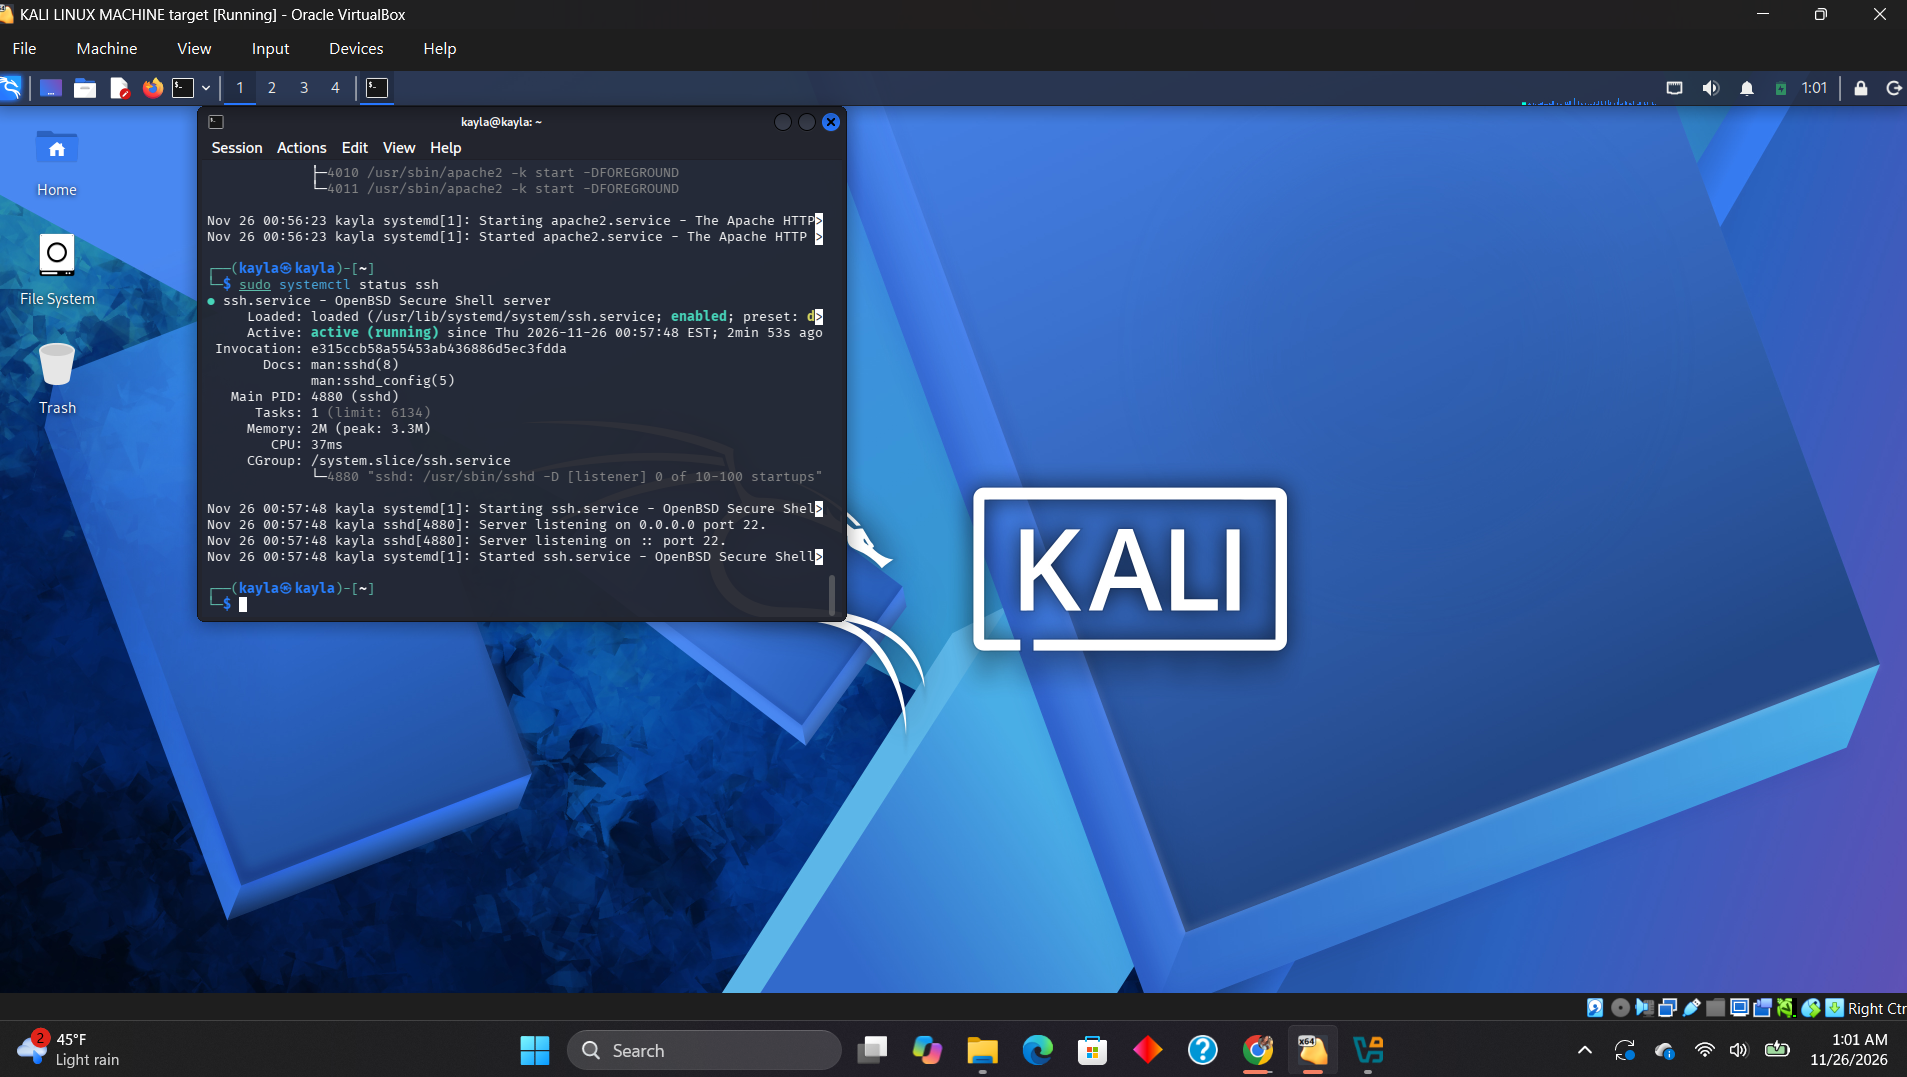 KALI LINUX MACHINE target [Running] - Oracle VirtualBox
File Machine View Input Devices Help
1 2 3 4
1:01
Home
File System
Trash
kayla@kayla: ~
Session Actions Edit View Help
├─4010 /usr/sbin/apache2 -k start -DFOREGROUND
└─4011 /usr/sbin/apache2 -k start -DFOREGROUND
Nov 26 00:56:23 kayla systemd[1]: Starting apache2.service - The Apache HTTP>
Nov 26 00:56:23 kayla systemd[1]: Started apache2.service - The Apache HTTP >
┌──(kayla㉿kayla)-[~]
└─$ sudo systemctl status ssh
● ssh.service - OpenBSD Secure Shell server
Loaded: loaded (/usr/lib/systemd/system/ssh.service; enabled; preset: d>
Active: active (running) since Thu 2026-11-26 00:57:48 EST; 2min 53s ago
Invocation: e315ccb58a55453ab436886d5ec3fdda
Docs: man:sshd(8)
man:sshd_config(5)
Main PID: 4880 (sshd)
Tasks: 1 (limit: 6134)
Memory: 2M (peak: 3.3M)
CPU: 37ms
CGroup: /system.slice/ssh.service
└─4880 "sshd: /usr/sbin/sshd -D [listener] 0 of 10-100 startups"
Nov 26 00:57:48 kayla systemd[1]: Starting ssh.service - OpenBSD Secure Shel>
Nov 26 00:57:48 kayla sshd[4880]: Server listening on 0.0.0.0 port 22.
Nov 26 00:57:48 kayla sshd[4880]: Server listening on :: port 22.
Nov 26 00:57:48 kayla systemd[1]: Started ssh.service - OpenBSD Secure Shell>
┌──(kayla㉿kayla)-[~]
└─$
KALI
Right Ctr
2
45°F
Light rain
Search
x64
1:01 AM
11/26/2026